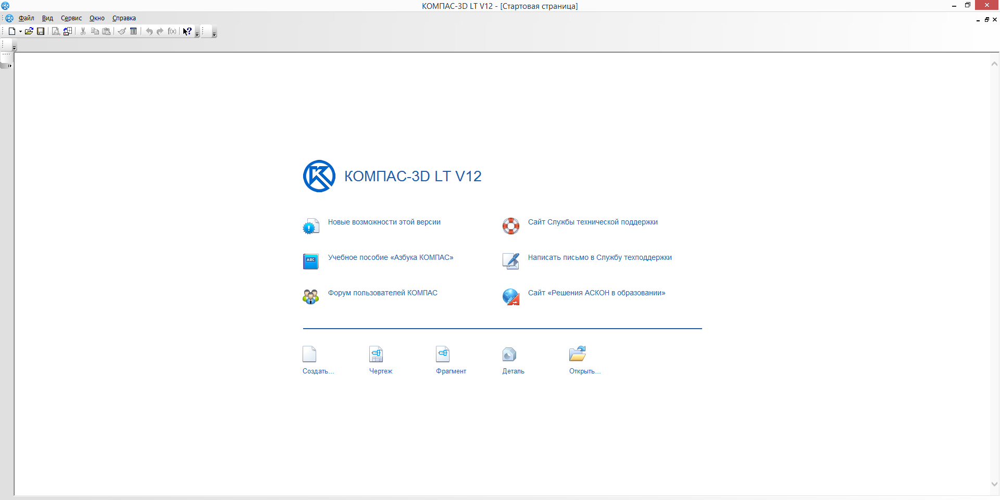 КОМПАС-3D LT V12 - [Стартовая страница]
Файл Вид Сервис Окно Справка
f(x)
КОМПАС-3D LT V12
Новые возможности этой версии
Сайт Службы технической поддержки
ABC
Учебное пособие «Азбука КОМПАС»
Написать письмо в Службу техподдержки
Форум пользователей КОМПАС
Сайт «Решения АСКОН в образовании»
Создать... Чертеж Фрагмент Деталь Открыть...